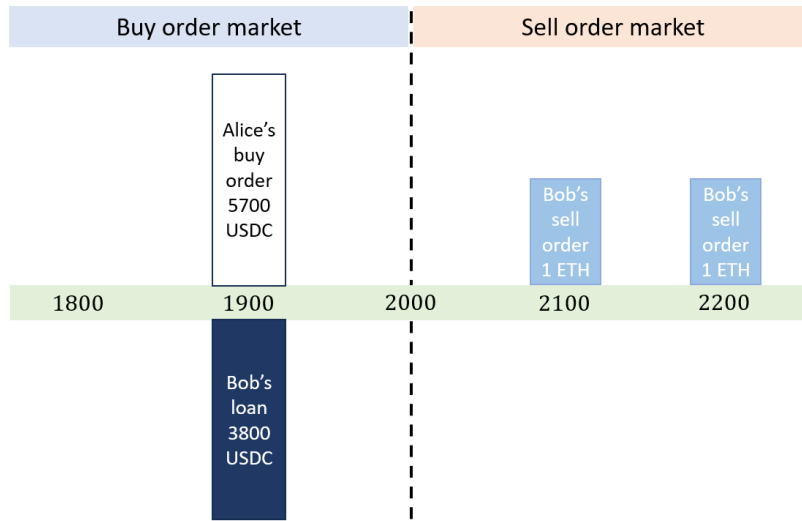 Buy order market
Sell order market
Alice's
buy
order
5700
USDC
Bob's
sell
order
1 ETH
Bob's
sell
order
1 ETH
1800
1900
2000
2100
2200
Bob's
loan
3800
USDC